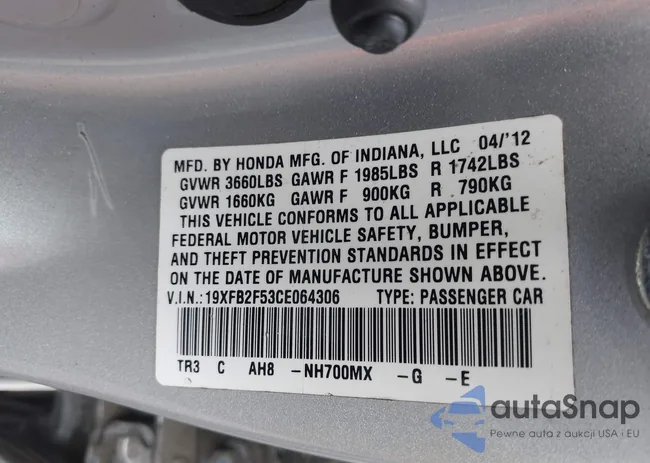 MFD. BY HONDA MFG. OF INDIANA, LLC 04/'12
GVWR 3660LBS GAWR F 1985LBS R 1742LBS
GVWR 1660KG GAWR F 900KG R 790KG
THIS VEHICLE CONFORMS TO ALL APPLICABLE
FEDERAL MOTOR VEHICLE SAFETY, BUMPER,
AND THEFT PREVENTION STANDARDS IN EFFECT
ON THE DATE OF MANUFACTURE SHOWN ABOVE.
V.I.N.:19XFB2F53CE064306 TYPE: PASSENGER CAR
TR3 C AH8 -NH700MX -G -E
autaSnap
Pewne auta z aukcji USA i EU